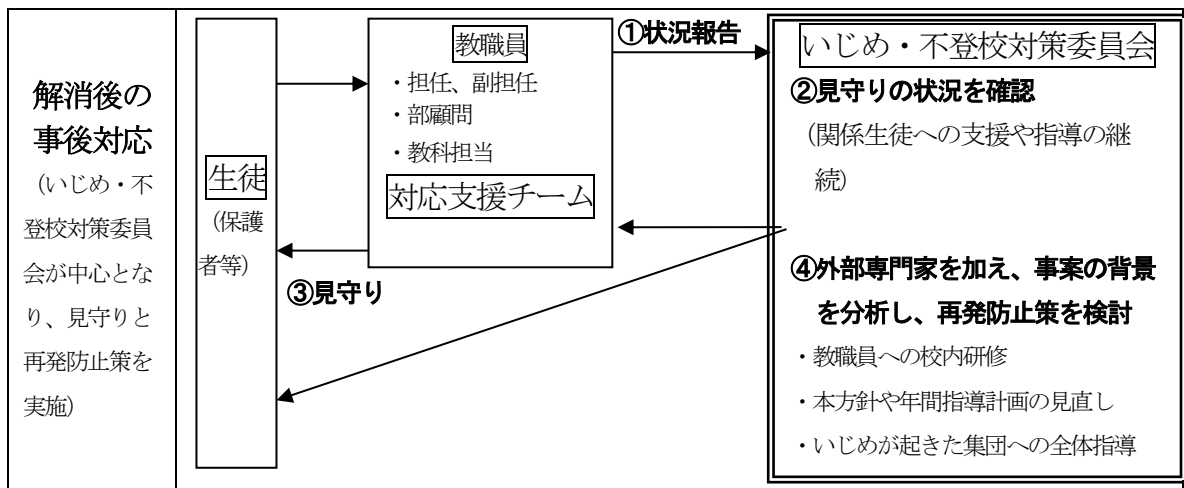 解消後の
事後対応
（いじめ・不
登校対策委員
会が中心とな
り、見守りと
再発防止策を
実施）
生徒
（保護
者等）
教職員
・担任、副担任
・部顧問
・教科担当
対応支援チーム
①状況報告
③見守り
いじめ・不登校対策委員会
②見守りの状況を確認
（関係生徒への支援や指導の継
続）
④外部専門家を加え、事案の背景
を分析し、再発防止策を検討
・教職員への校内研修
・本方針や年間指導計画の見直し
・いじめが起きた集団への全体指導